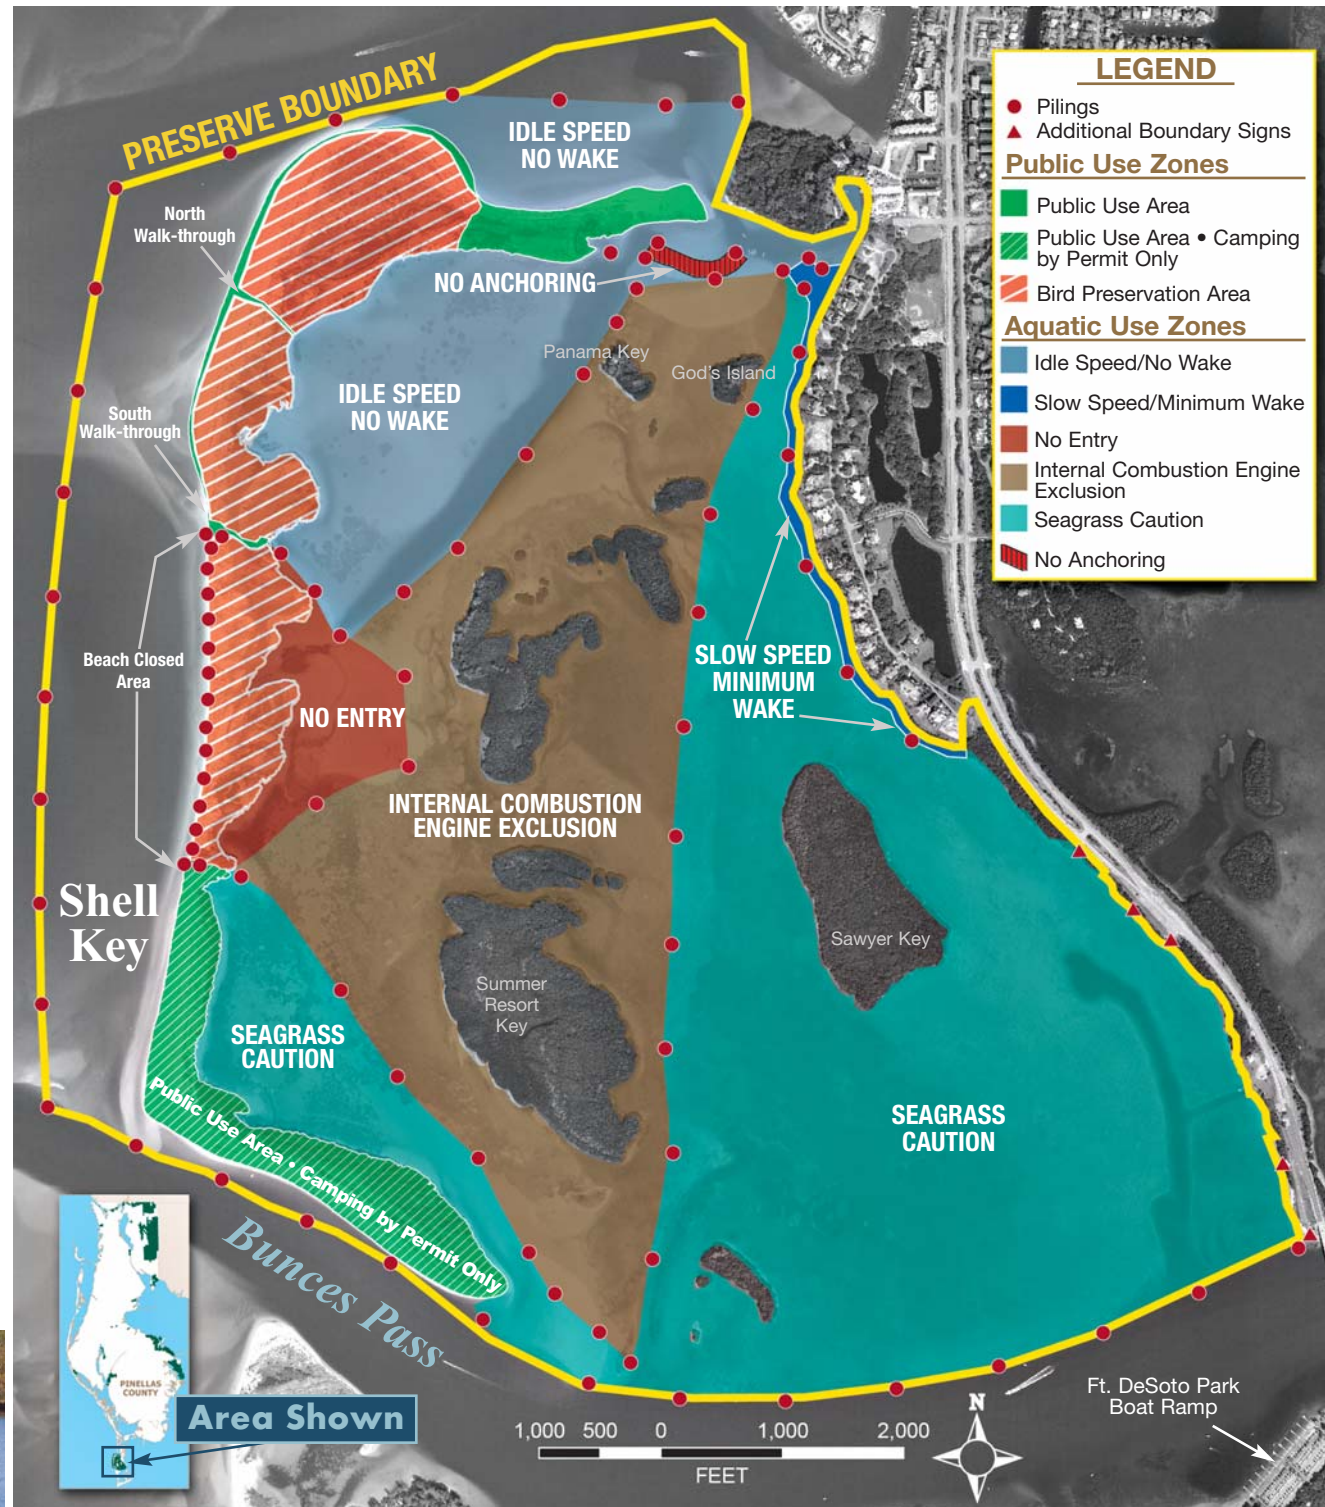 PRESERVE BOUNDARY
IDLE SPEED
NO WAKE
North
Walk-through
NO ANCHORING
Panama Key
God's Island
IDLE SPEED
NO WAKE
South
Walk-through
Beach Closed
Area
NO ENTRY
SLOW SPEED
MINIMUM
WAKE
INTERNAL COMBUSTION
ENGINE EXCLUSION
Shell
Key
Sawyer Key
Summer
Resort
Key
SEAGRASS
CAUTION
Public Use Area • Camping by Permit Only
SEAGRASS
CAUTION
Bunces Pass
PINELLAS
COUNTY
Area Shown
1,000 500 0 1,000 2,000
FEET
N
Ft. DeSoto Park
Boat Ramp
LEGEND
Pilings
Additional Boundary Signs
Public Use Zones
Public Use Area
Public Use Area • Camping
by Permit Only
Bird Preservation Area
Aquatic Use Zones
Idle Speed/No Wake
Slow Speed/Minimum Wake
No Entry
Internal Combustion Engine
Exclusion
Seagrass Caution
No Anchoring